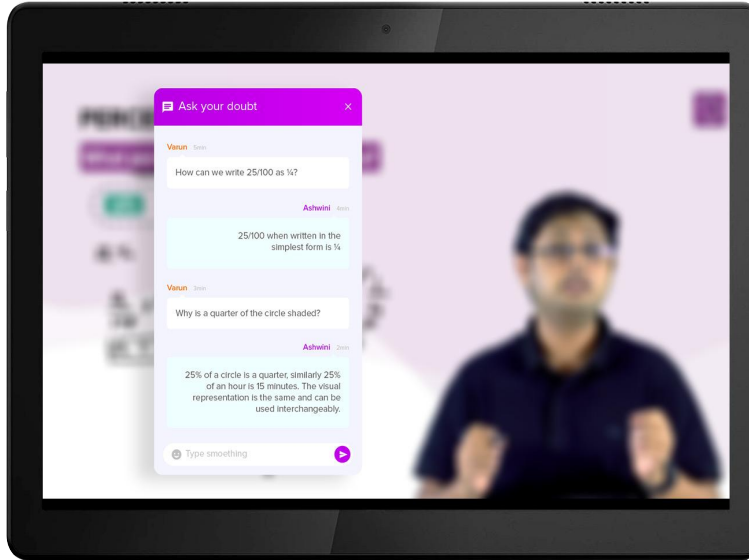 Ask your doubt
Varun 5min
How can we write 25/100 as ¼?
Ashwini 4min
25/100 when written in the
simplest form is ¼
Varun 2min
Why is a quarter of the circle shaded?
Ashwini 2min
25% of a circle is a quarter, similarly 25%
of an hour is 15 minutes. The visual
representation is the same and can be
used interchangeably.
Type smoething